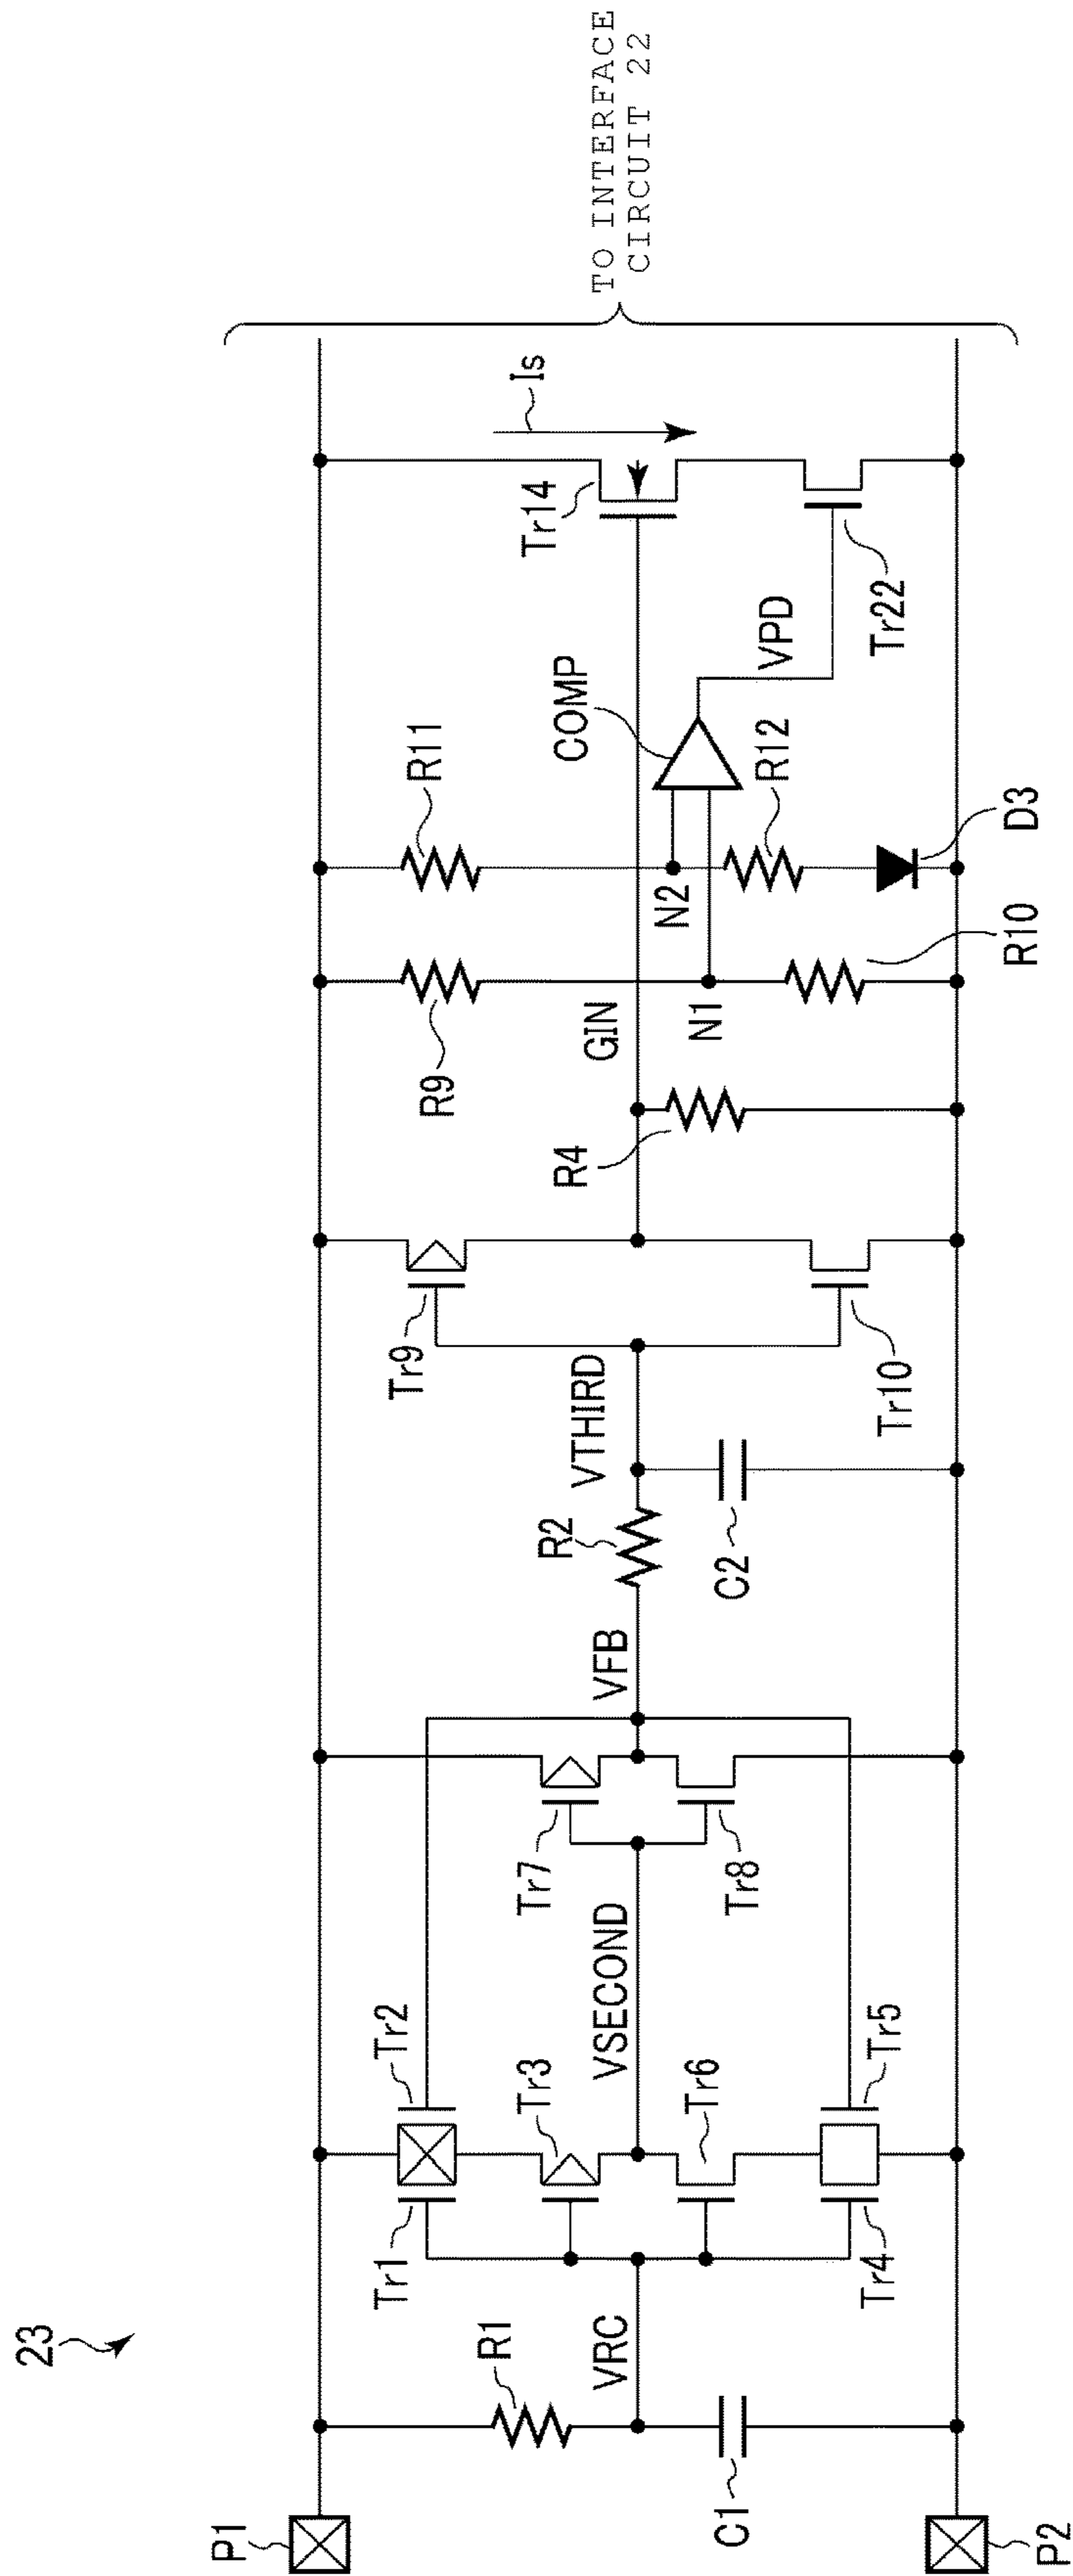 23
P1
R1
VRC
C1
P2
Tr1
Tr2
Tr3
Tr6
Tr4
Tr5
VSECOND
Tr7
Tr8
VFB
R2
C2
VTHIRD
Tr9
Tr10
R4
GIN
R9
N1
R10
R11
N2
R12
D3
COMP
VPD
Tr14
Tr22
Is
TO INTERFACE
CIRCUIT 22